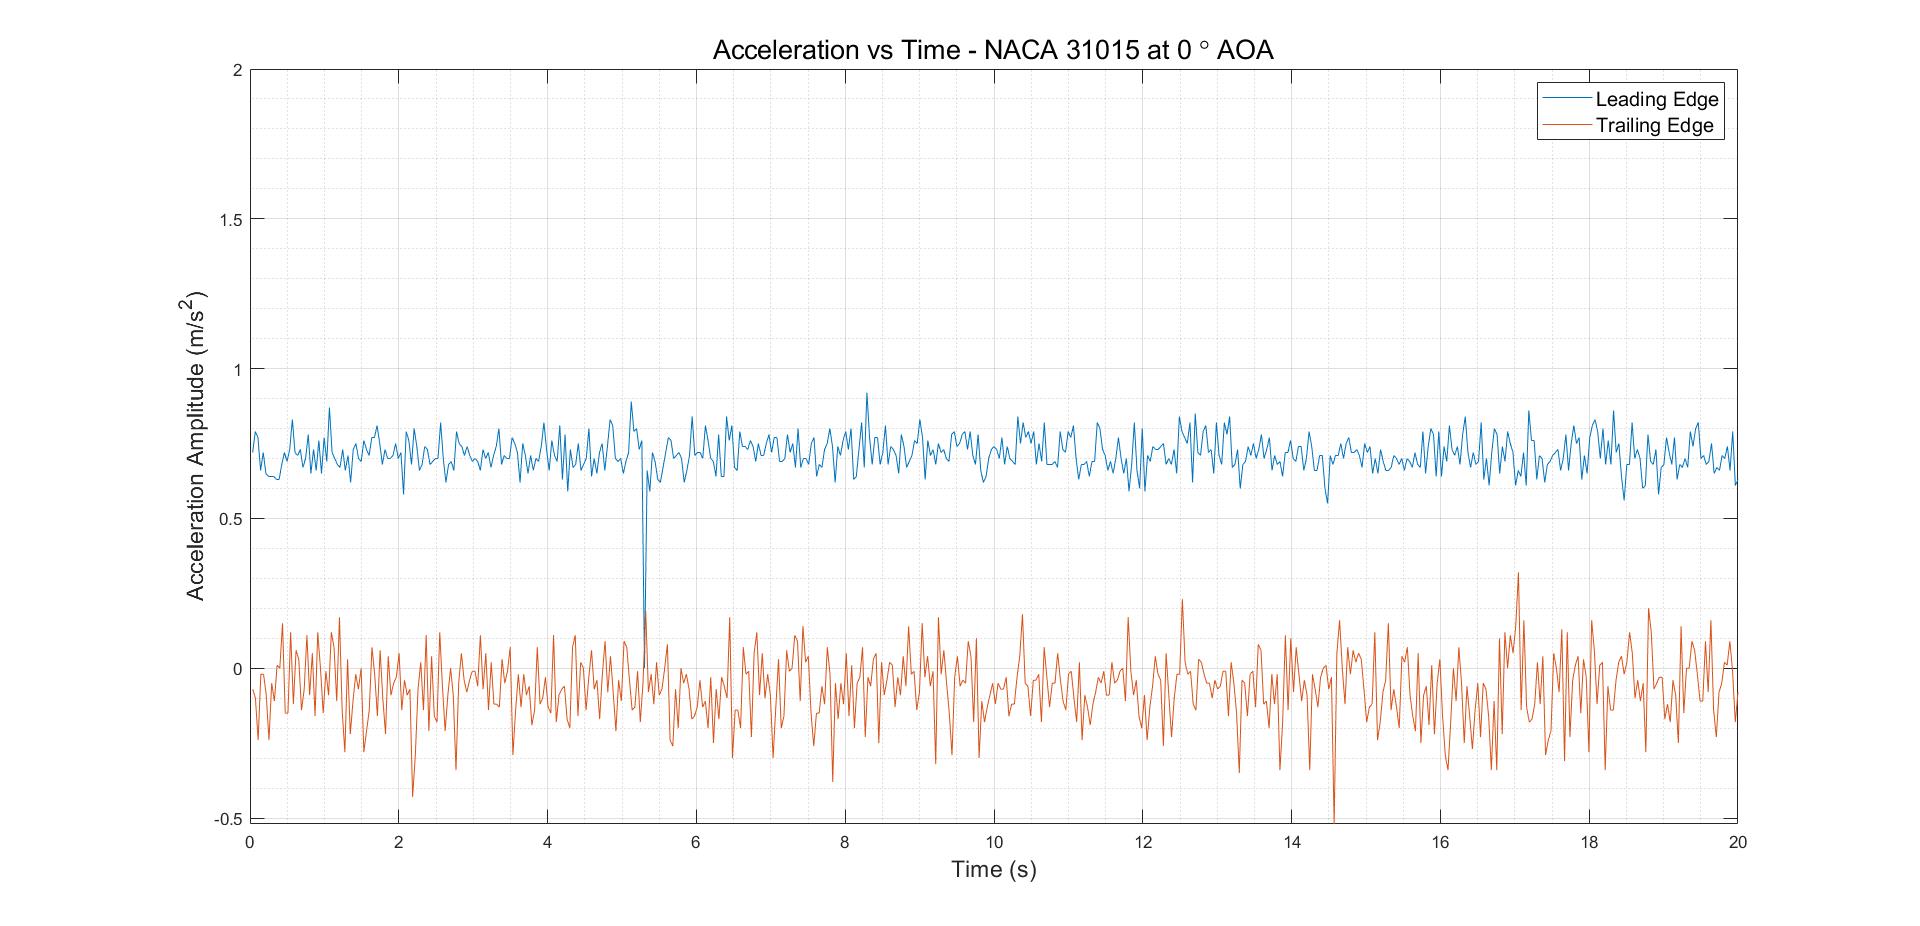 Acceleration vs Time - NACA 31015 at 0 ° AOA
Leading Edge
Trailing Edge
Acceleration Amplitude (m/s²)
2
1.5
1
0.5
0
-0.5
0 2 4 6 8 10 12 14 16 18 20
Time (s)